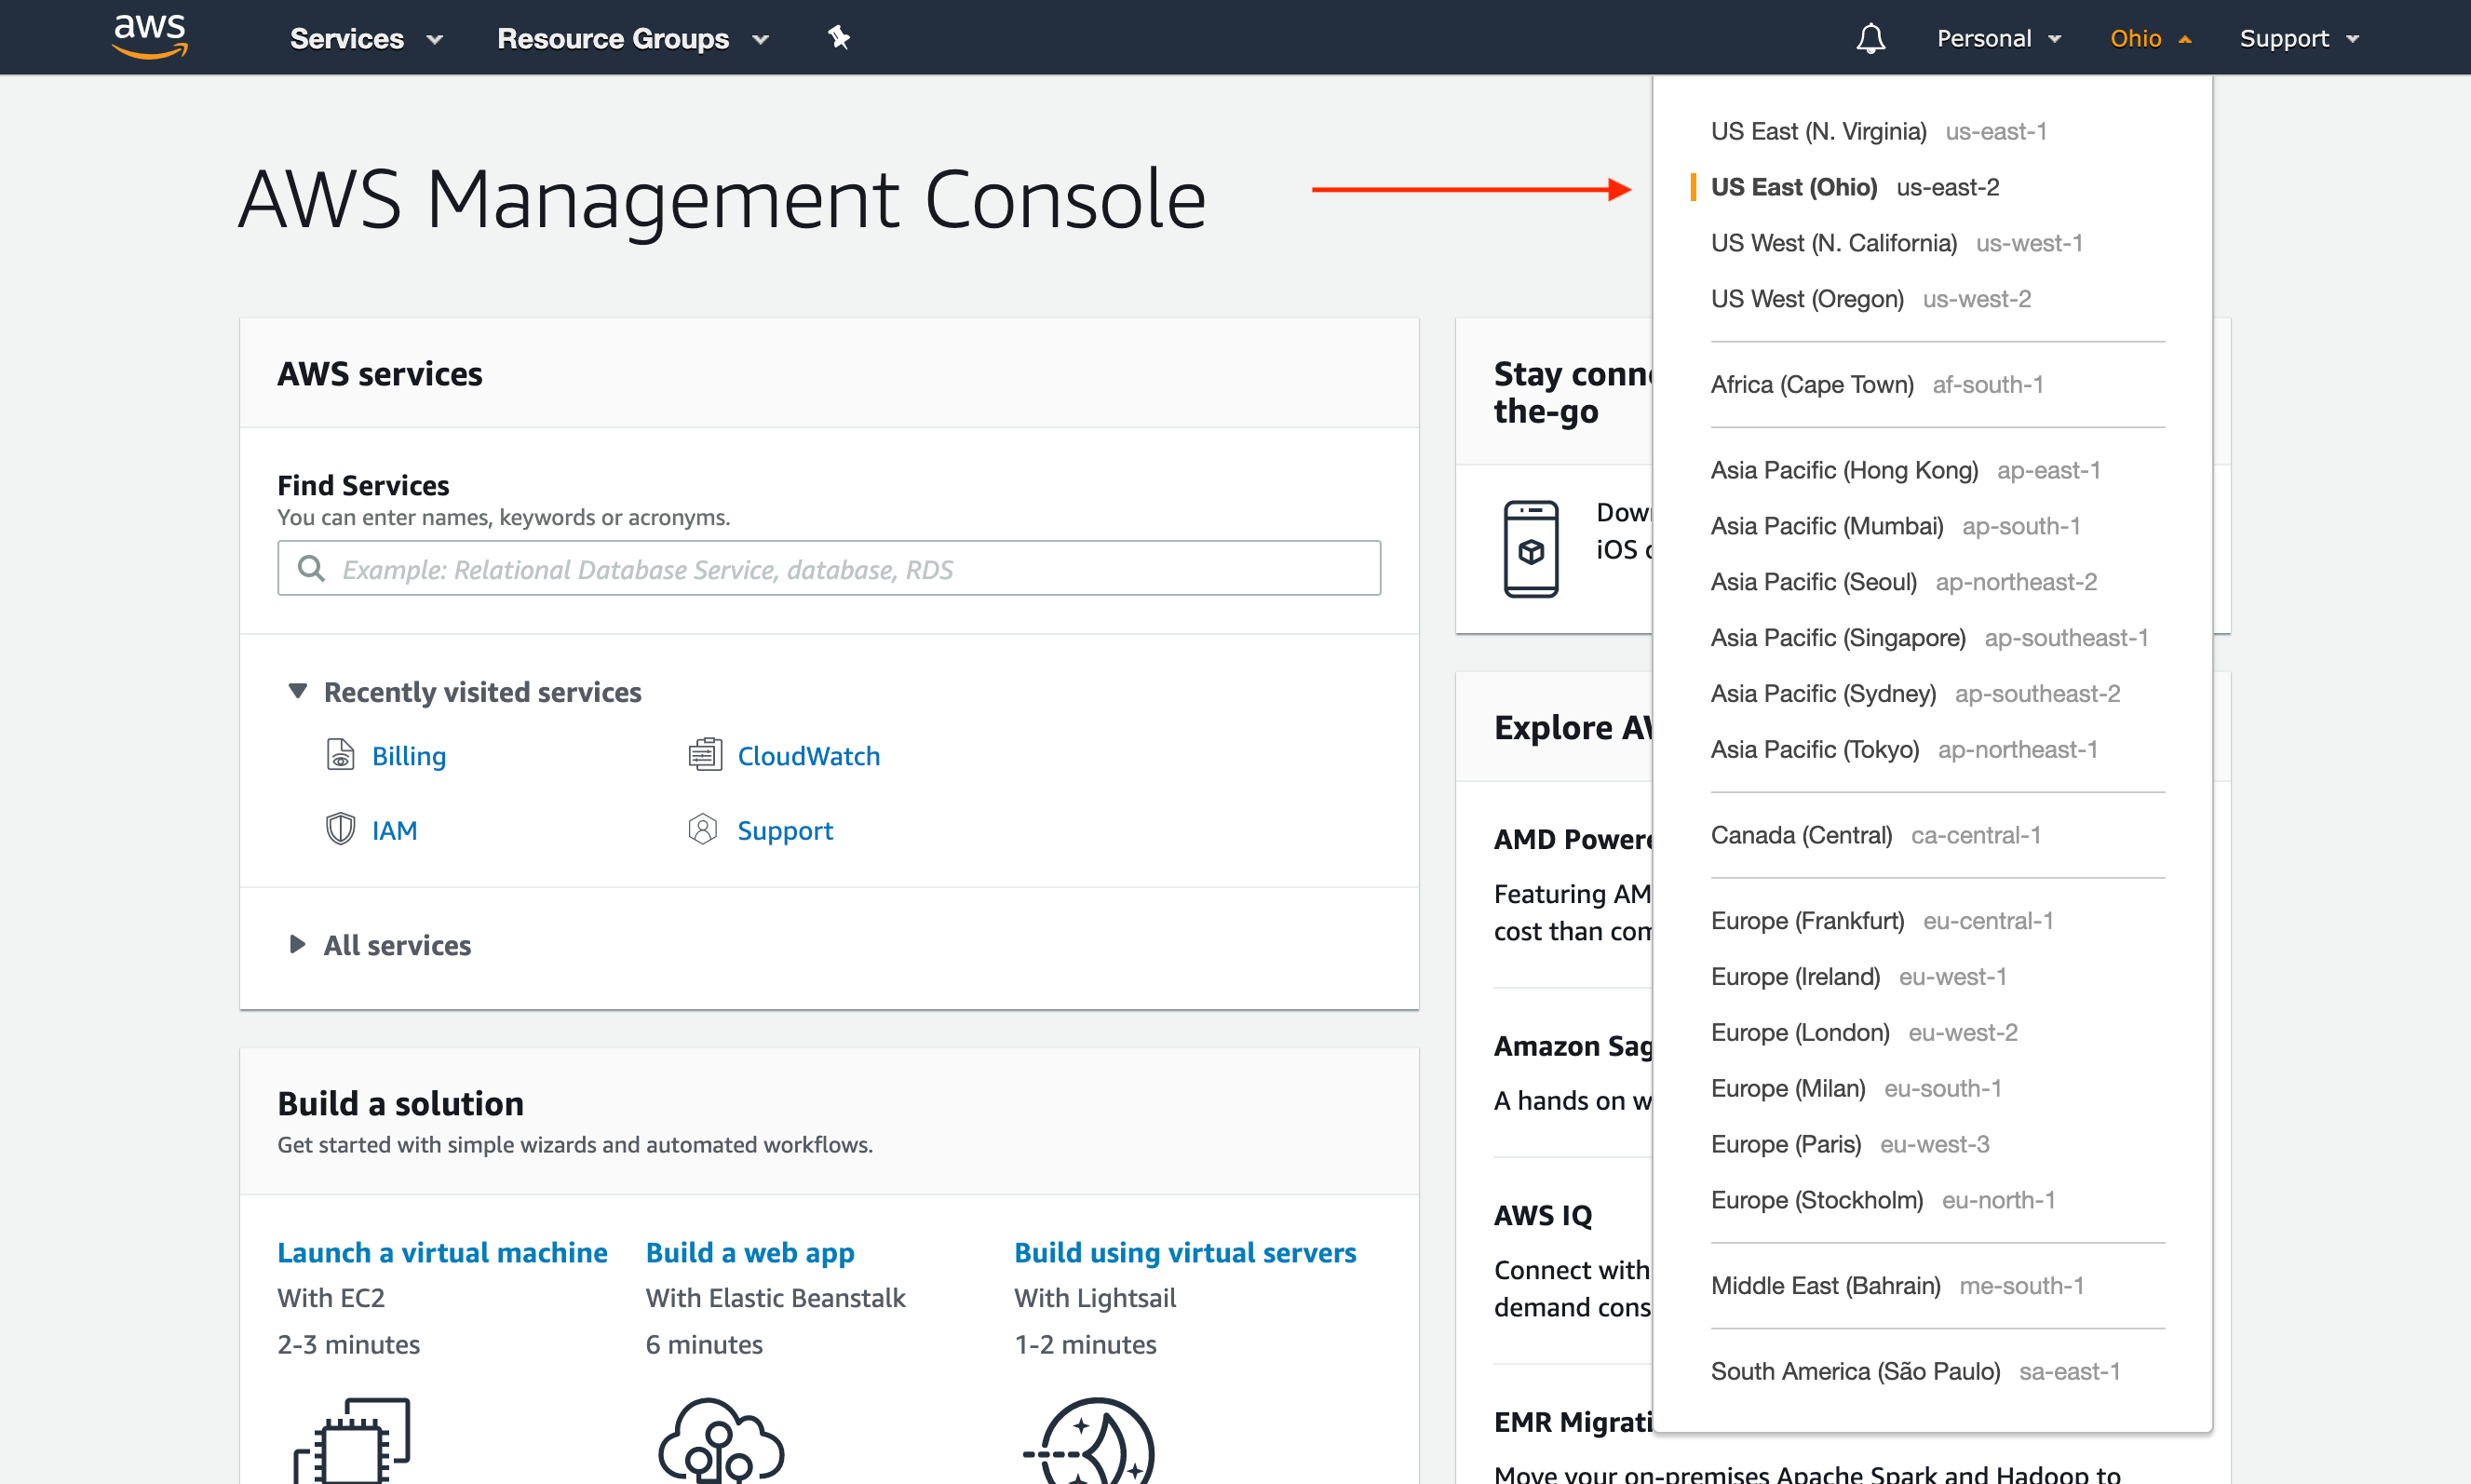 aws Services Resource Groups Personal Ohio Support
AWS Management Console
AWS services
Find Services
You can enter names, keywords or acronyms.
Example: Relational Database Service, database, RDS
Recently visited services
Billing CloudWatch
IAM Support
All services
Build a solution
Get started with simple wizards and automated workflows.
Launch a virtual machine
With EC2
2-3 minutes
Build a web app
With Elastic Beanstalk
6 minutes
Build using virtual servers
With Lightsail
1-2 minutes
Stay
the-go
iOS
Explore
AMD
Featuring
cost than
Amazon
A hands on
AWS IQ
Connect with
demand
EMR
Move your on-premises Apache Spark and Hadoop to
US East (N. Virginia) us-east-1
US East (Ohio) us-east-2
US West (N. California) us-west-1
US West (Oregon) us-west-2
Africa (Cape Town) af-south-1
Asia Pacific (Hong Kong) ap-east-1
Asia Pacific (Mumbai) ap-south-1
Asia Pacific (Seoul) ap-northeast-2
Asia Pacific (Singapore) ap-southeast-1
Asia Pacific (Sydney) ap-southeast-2
Asia Pacific (Tokyo) ap-northeast-1
Canada (Central) ca-central-1
Europe (Frankfurt) eu-central-1
Europe (Ireland) eu-west-1
Europe (London) eu-west-2
Europe (Milan) eu-south-1
Europe (Paris) eu-west-3
Europe (Stockholm) eu-north-1
Middle East (Bahrain) me-south-1
South America (São Paulo) sa-east-1